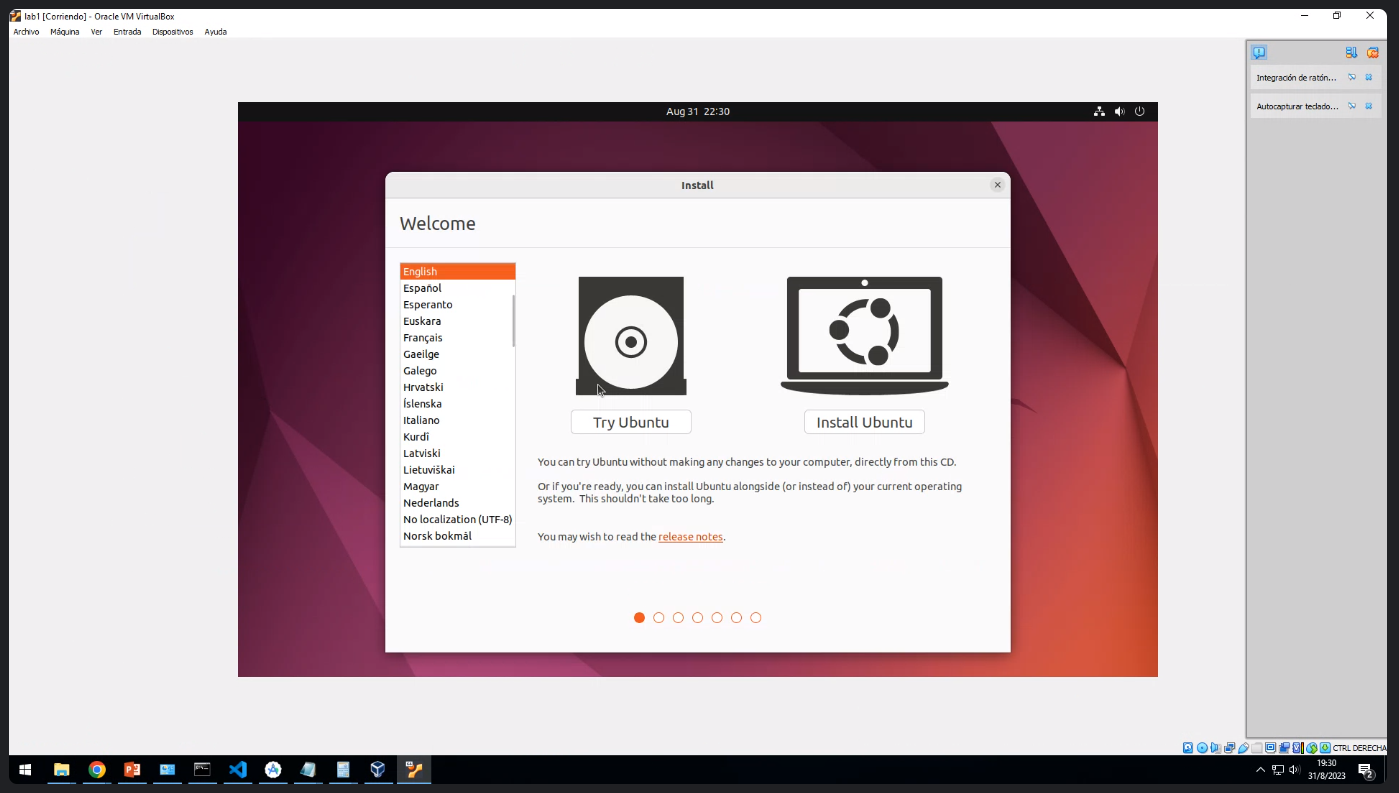 lab1 [Corriendo] - Oracle VM VirtualBox
Archivo Máquina Ver Entrada Dispositivos Ayuda
Integración de ratón...
Autocapturar teclado...
Aug 31 22:30
Install
Welcome
English
Español
Esperanto
Euskara
Français
Gaeilge
Galego
Hrvatski
Íslenska
Italiano
Kurdî
Latviski
Lietuviškai
Magyar
Nederlands
No localization (UTF-8)
Norsk bokmål
Try Ubuntu
Install Ubuntu
You can try Ubuntu without making any changes to your computer, directly from this CD.
Or if you're ready, you can install Ubuntu alongside (or instead of) your current operating
system. This shouldn't take too long.
You may wish to read the release notes.
CTRL DERECHA
19:30
31/8/2023
2